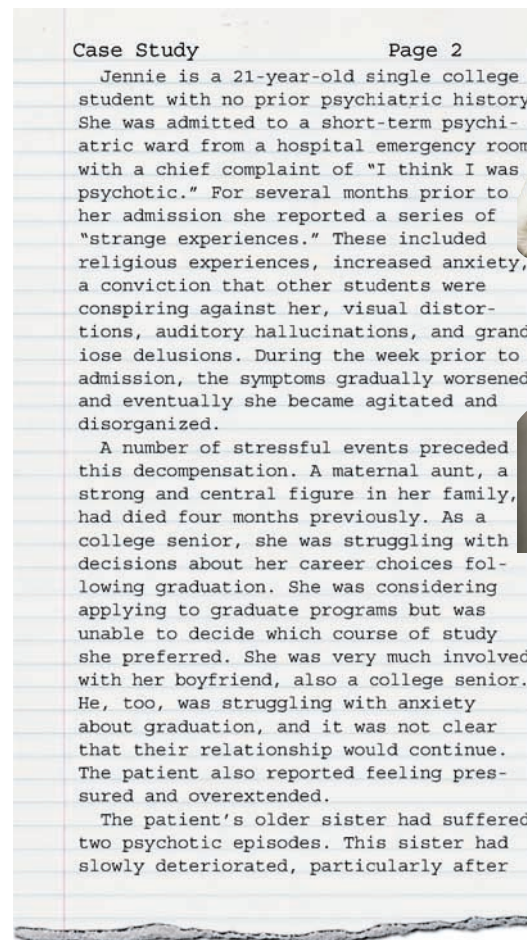 Case Study Page 2
Jennie is a 21-year-old single college
student with no prior psychiatric history
She was admitted to a short-term psychi-
atric ward from a hospital emergency room
with a chief complaint of “I think I was
psychotic.” For several months prior to
her admission she reported a series of
“strange experiences.” These included
religious experiences, increased anxiety,
a conviction that other students were
conspiring against her, visual distor-
tions, auditory hallucinations, and grand
iose delusions. During the week prior to
admission, the symptoms gradually worsened
and eventually she became agitated and
disorganized.
A number of stressful events preceded
this decompensation. A maternal aunt, a
strong and central figure in her family,
had died four months previously. As a
college senior, she was struggling with
decisions about her career choices fol-
lowing graduation. She was considering
applying to graduate programs but was
unable to decide which course of study
she preferred. She was very much involved
with her boyfriend, also a college senior.
He, too, was struggling with anxiety
about graduation, and it was not clear
that their relationship would continue.
The patient also reported feeling pres-
sured and overextended.
The patient’s older sister had suffered
two psychotic episodes. This sister had
slowly deteriorated, particularly after